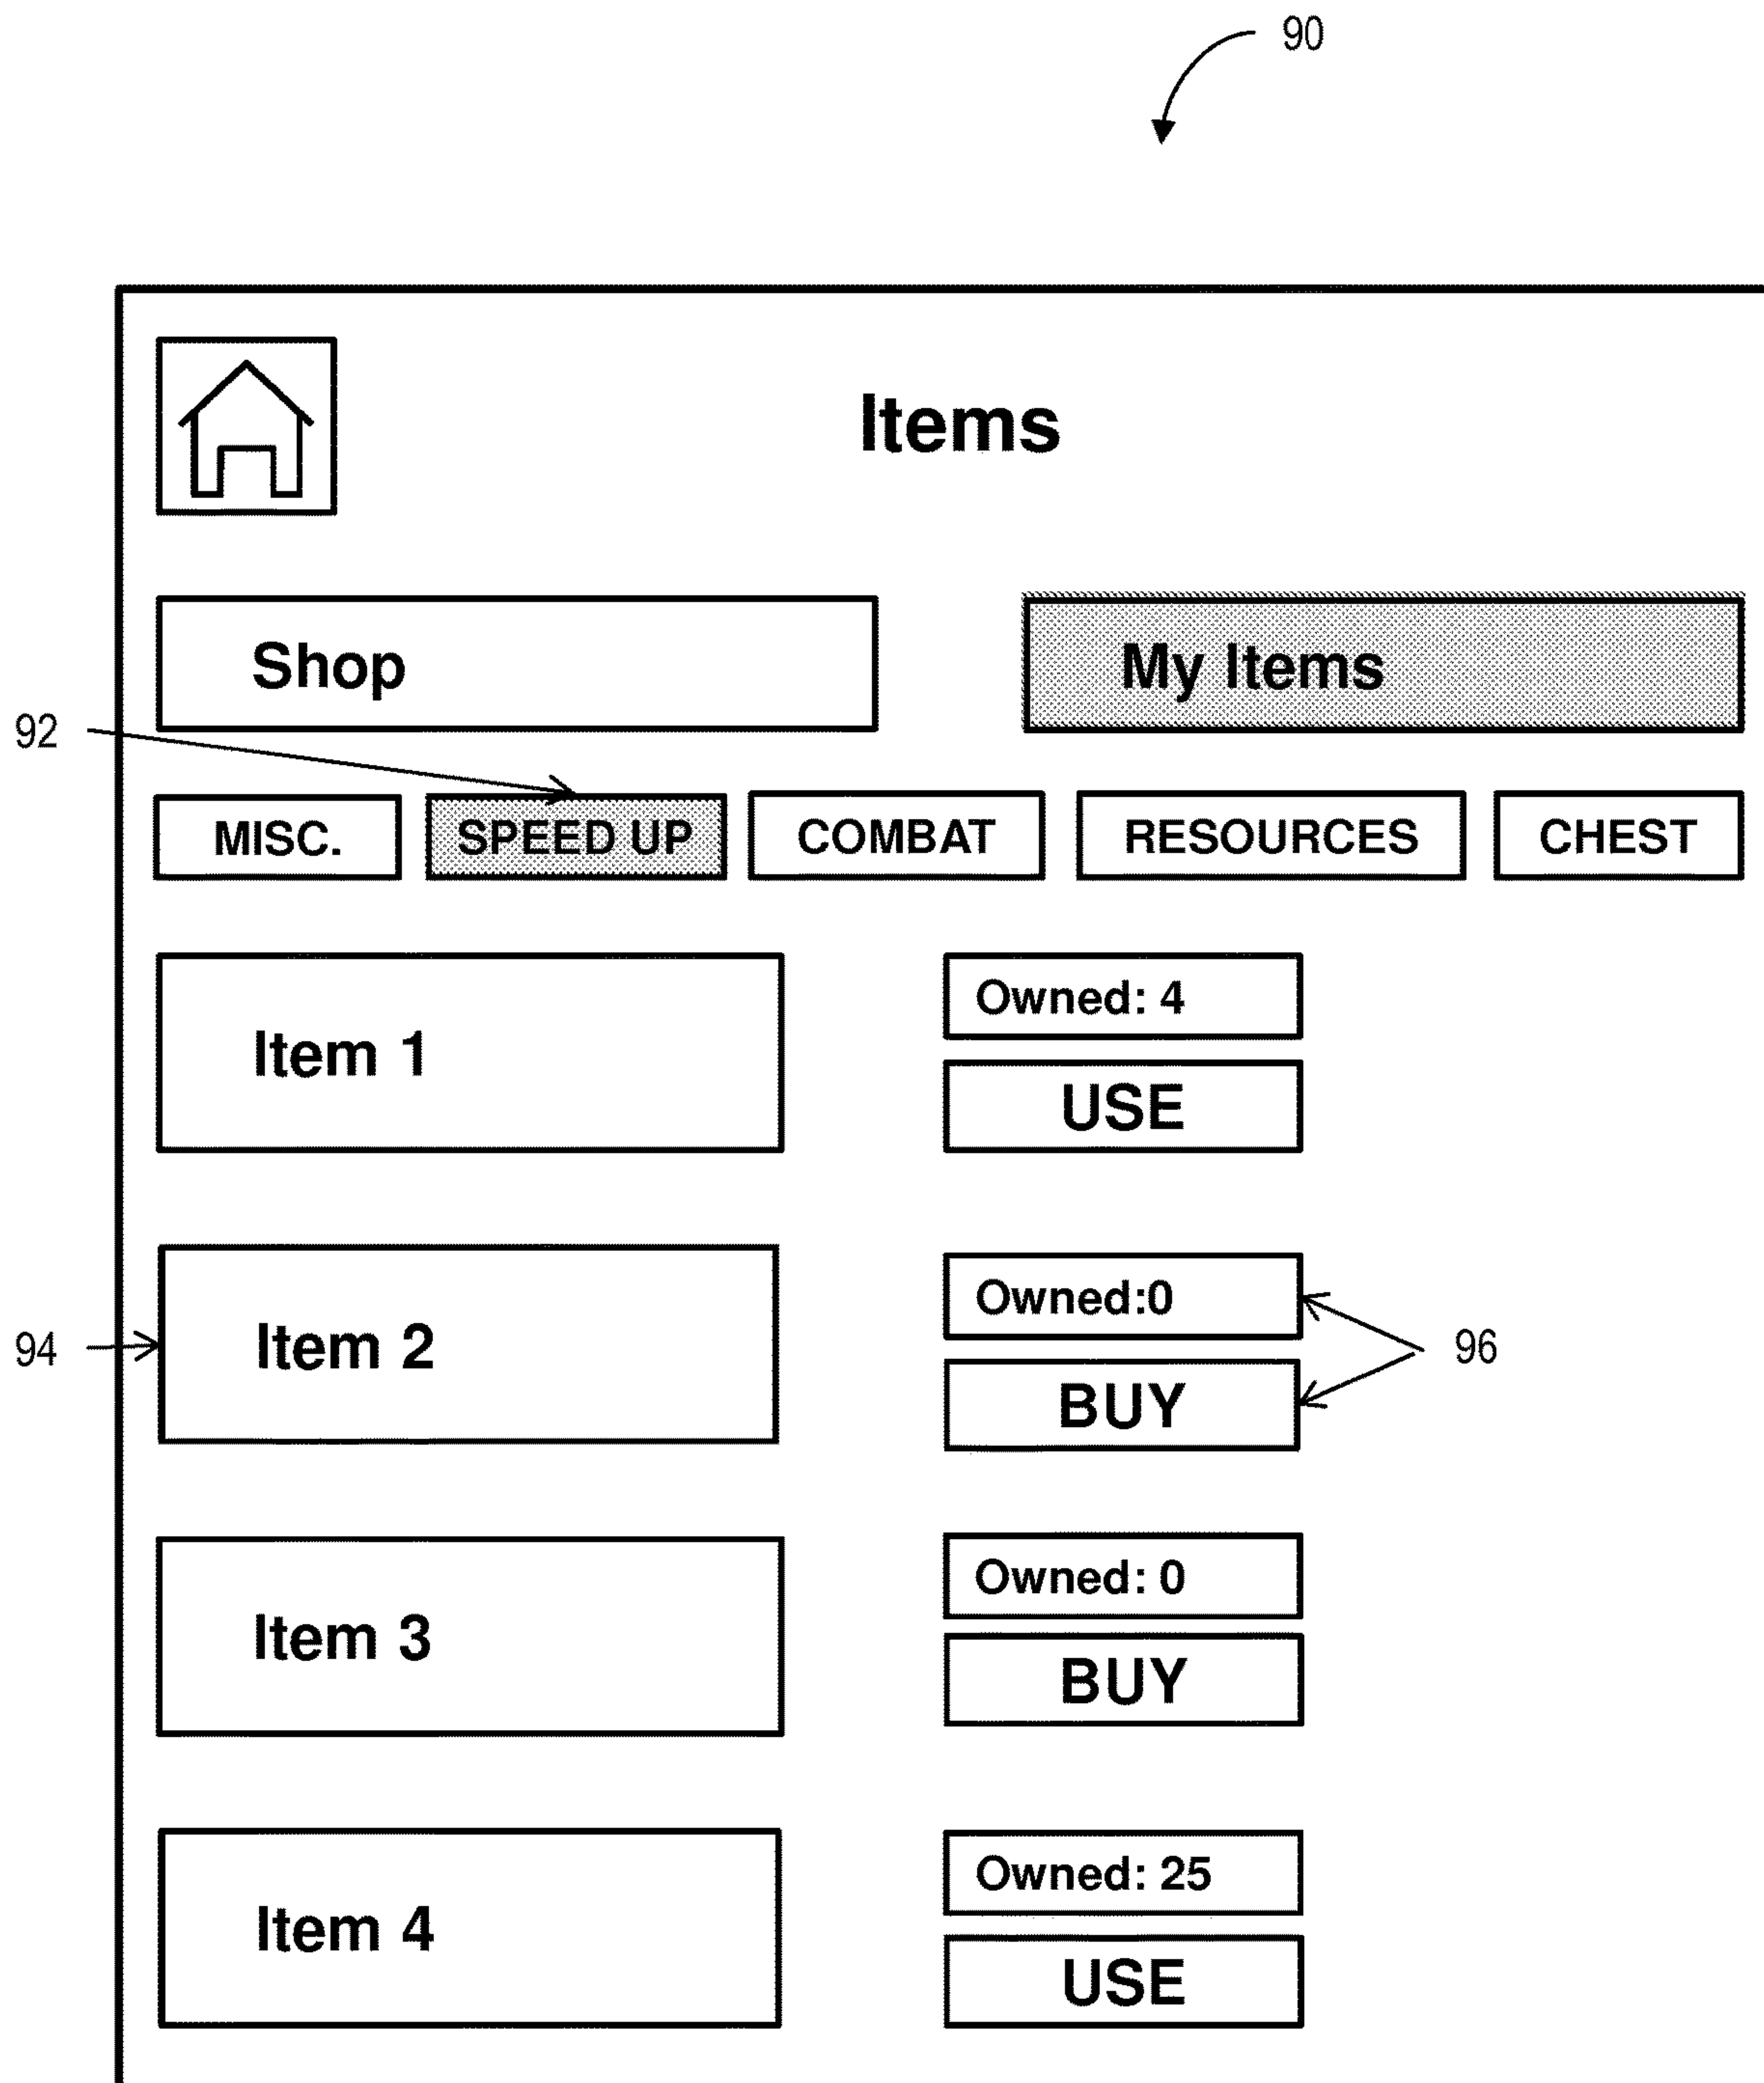 90
Items
Shop
My Items
92
MISC.
SPEED UP
COMBAT
RESOURCES
CHEST
Item 1
Owned: 4
USE
94
Item 2
Owned:0
BUY
96
Item 3
Owned: 0
BUY
Item 4
Owned: 25
USE